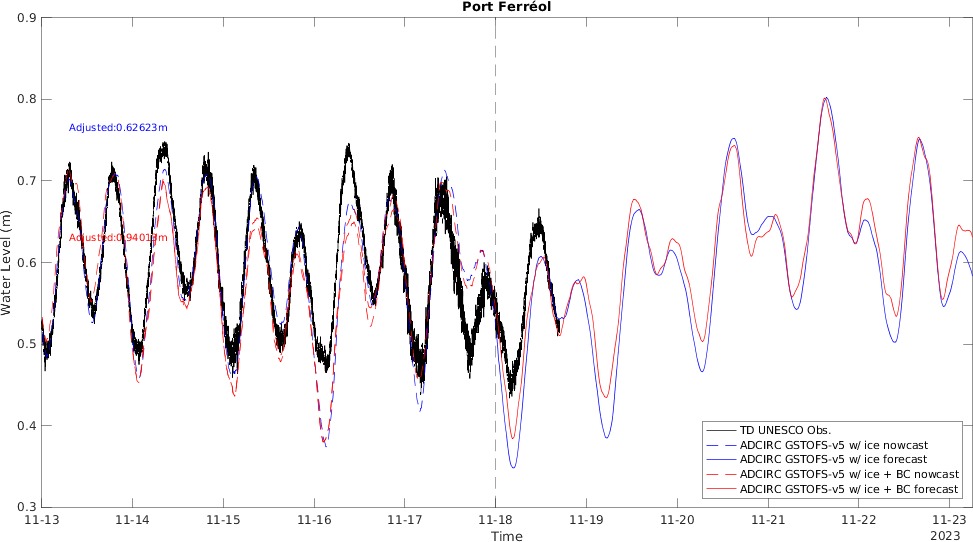 Port Ferréol
0.9
0.8
0.7
0.6
0.5
0.4
0.3
Water Level (m)
Adjusted:0.62623m
TD UNESCO Obs.
ADCIRC GSTOFS-v5 w/ ice nowcast
ADCIRC GSTOFS-v5 w/ ice forecast
ADCIRC GSTOFS-v5 w/ ice + BC nowcast
ADCIRC GSTOFS-v5 w/ ice + BC forecast
11-13 11-14 11-15 11-16 11-17 11-18 11-19 11-20 11-21 11-22 11-23
Time
2023